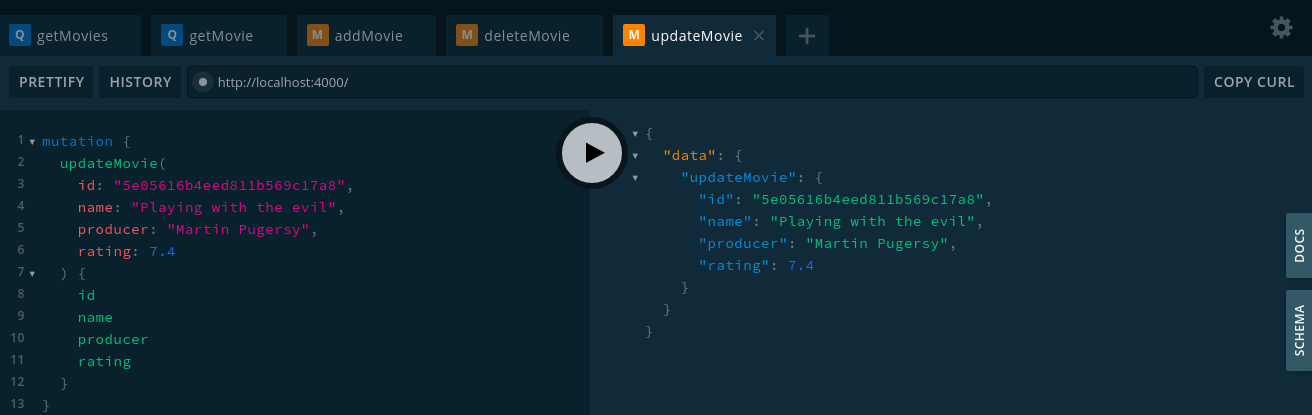 Q getMovies
Q getMovie
M addMovie
M deleteMovie
M updateMovie × +
PRETTIFY HISTORY http://localhost:4000/ COPY CURL
1 mutation {
2 updateMovie(
3 id: "5e05616b4eed811b569c17a8",
4 name: "Playing with the evil",
5 producer: "Martin Pugersy",
6 rating: 7.4
7 ) {
8 id
9 name
10 producer
11 rating
12 }
13 }
{
"data": {
"updateMovie": {
"id": "5e05616b4eed811b569c17a8",
"name": "Playing with the evil",
"producer": "Martin Pugersy",
"rating": 7.4
}
}
}
DOCS
SCHEMA